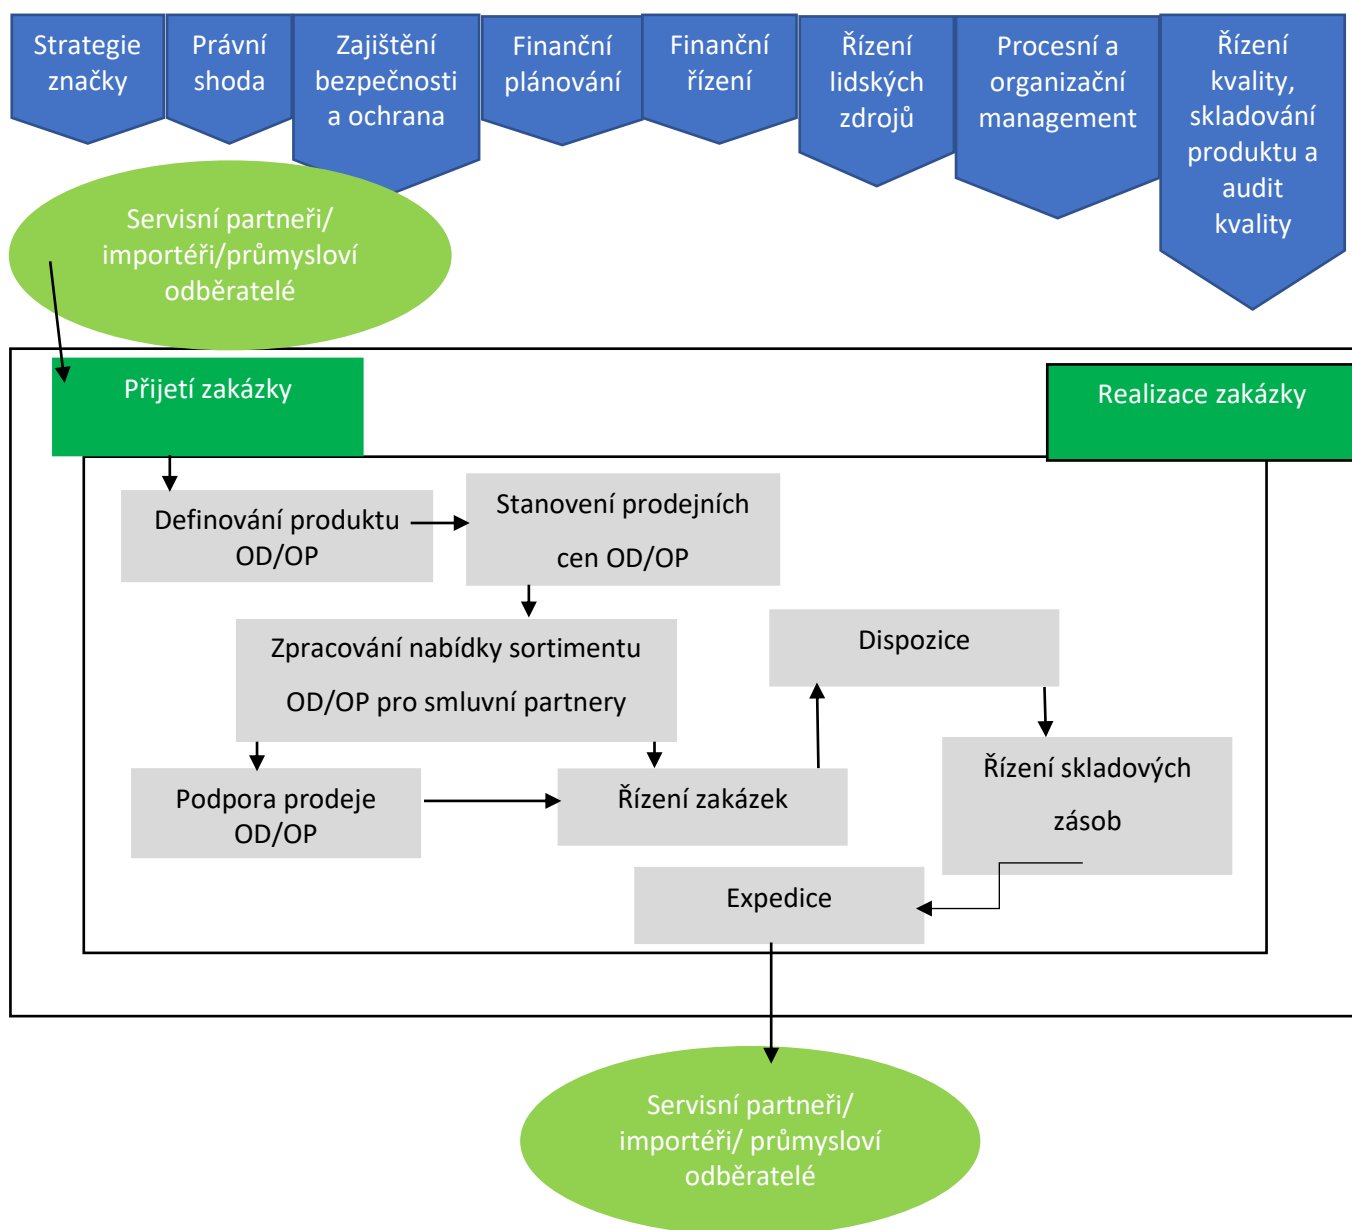 Strategie
značky
Právní
shoda
Zajištění
bezpečnosti
a ochrana
Finanční
plánování
Finanční
řízení
Řízení
lidských
zdrojů
Procesní a
organizační
management
Řízení
kvality,
skladování
produktu a
audit
kvality
Servisní partneři/
importéři/průmysloví
odběratelé
Přijetí zakázky
Realizace zakázky
Definování produktu
OD/OP
Stanovení prodejních
cen OD/OP
Zpracování nabídky sortimentu
OD/OP pro smluvní partnery
Dispozice
Podpora prodeje
OD/OP
Řízení zakázek
Řízení skladových
zásob
Expedice
Servisní partneři/
importéři/ průmysloví
odběratelé